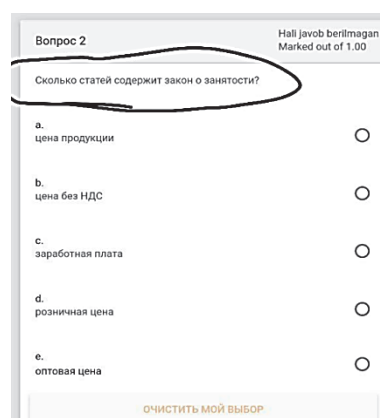 Вопрос 2
Hali javob berilmagan
Marked out of 1.00
Сколько статей содержит закон о занятости?
a.
цена продукции
b.
цена без НДС
c.
заработная плата
d.
розничная цена
e.
оптовая цена
ОЧИСТИТЬ МОЙ ВЫБОР